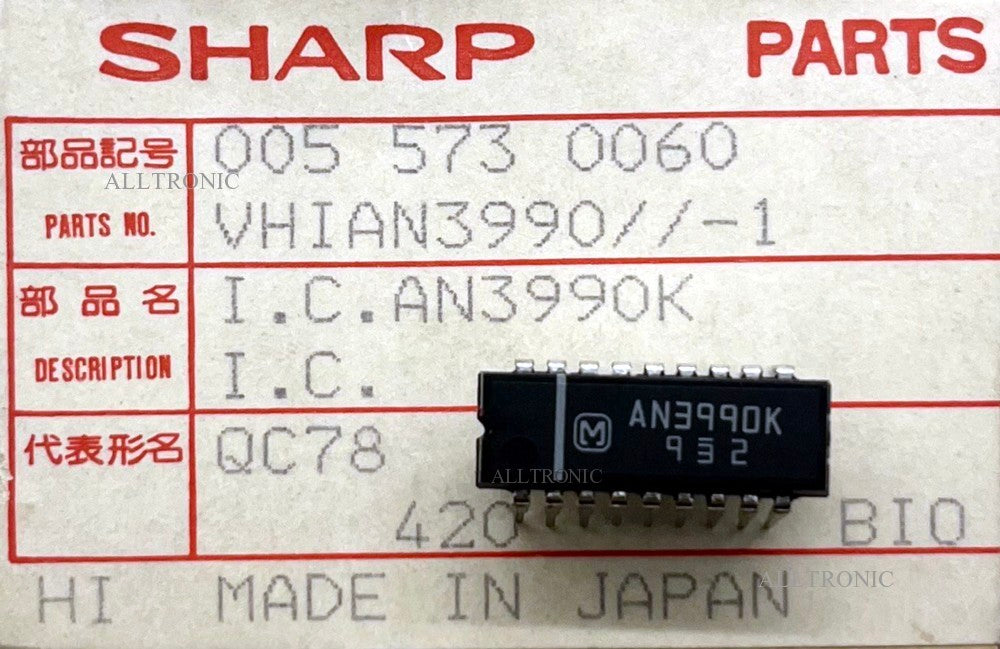 SHARP PARTS
部品記号 005 573 0060
ALLTRONIC
PARTS NO. VHIAN3990//-1
部品名 I.C.AN3990K
DESCRIPTION I.C.
AN3990K
M
932
代表形名 QC78
ALLTRONIC
420 BIO
ALLTRONIC
HI MADE IN JAPAN